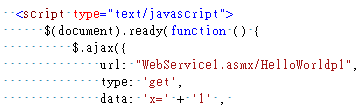 <script type="text/javascript">
$(document).ready(function () {
$.ajax({
url: "WebService1.asmx/HelloWorldp1",
type: 'get',
data: 'x=' + '1',